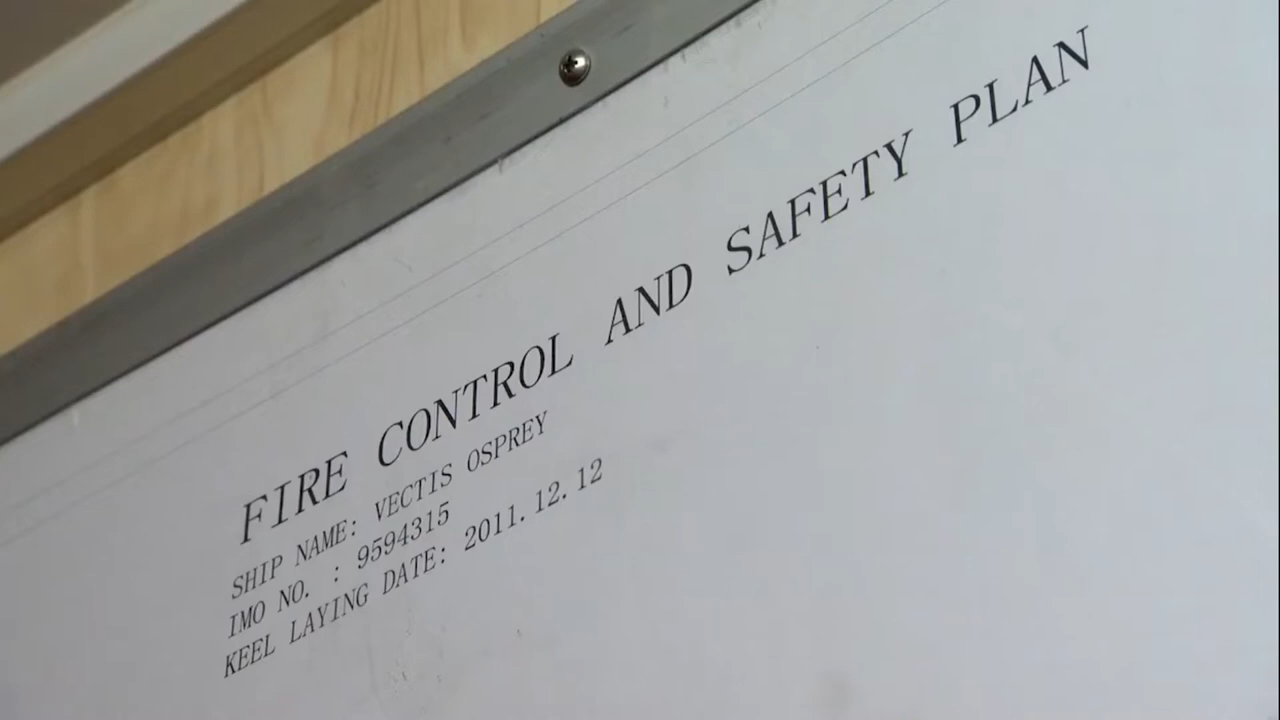 FIRE CONTROL AND SAFETY PLAN
SHIP NAME: VECTIS OSPREY
IMO NO. : 9594315
KEEL LAYING DATE: 2011.12.12